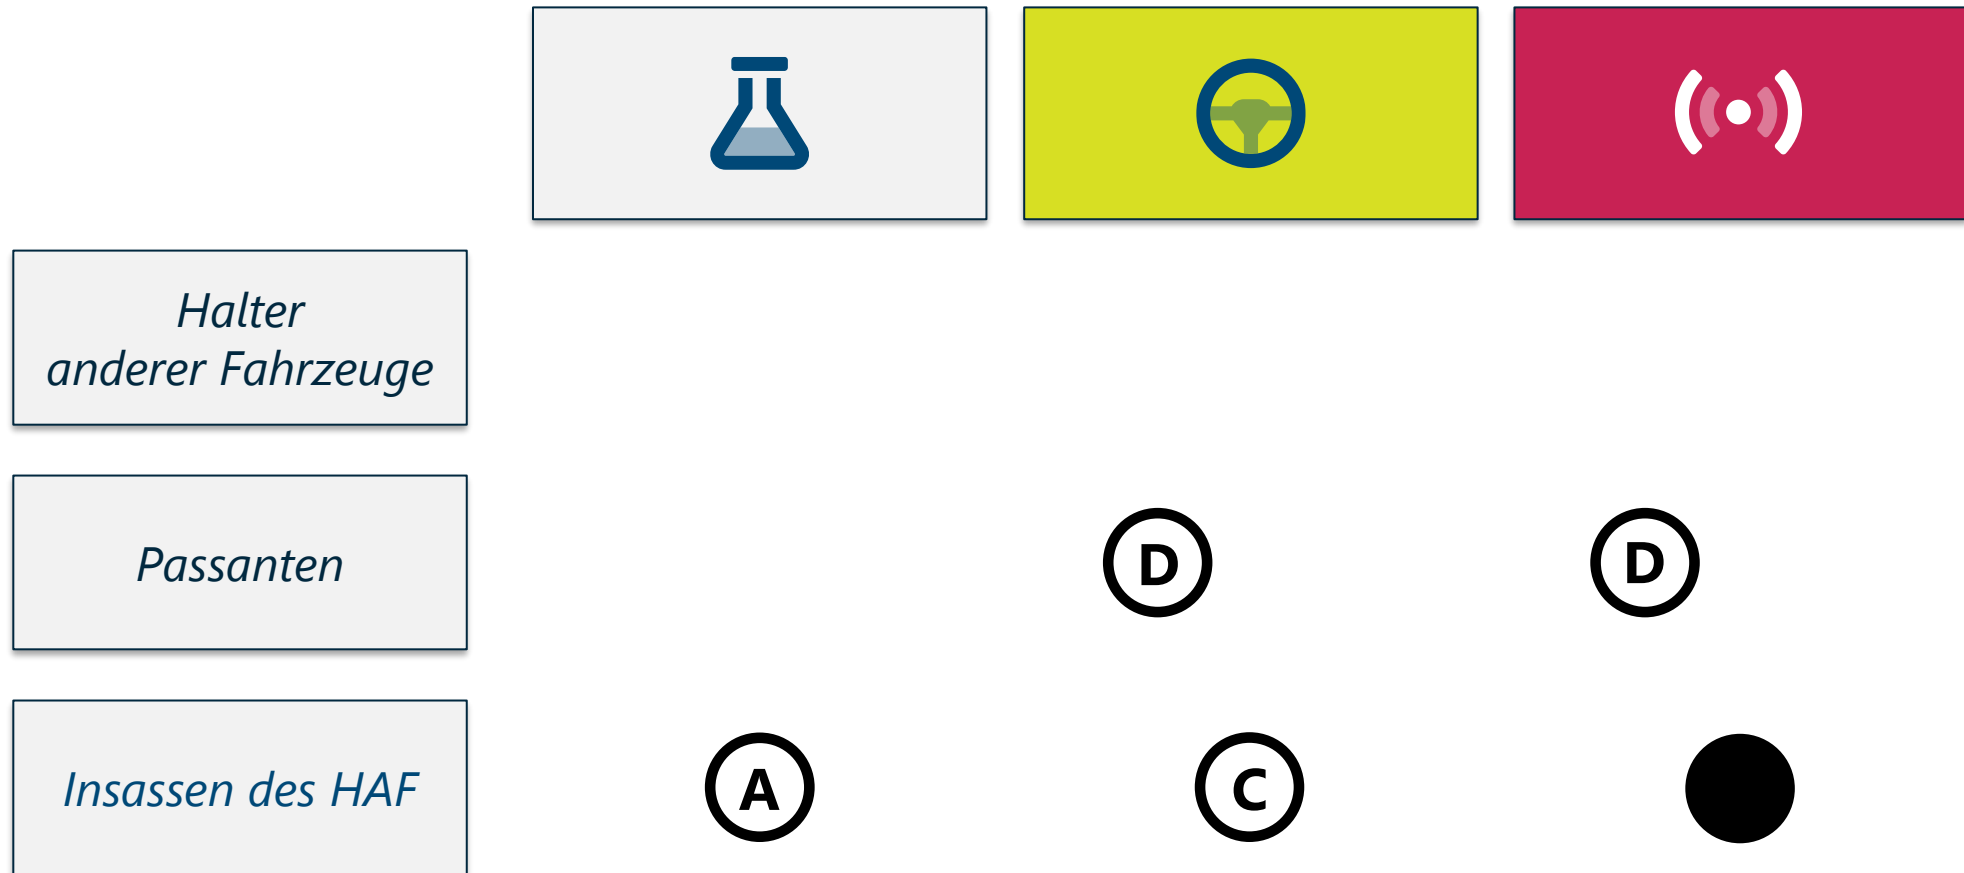 Halter
anderer Fahrzeuge
Passanten
D
D
Insassen des HAF
A
C